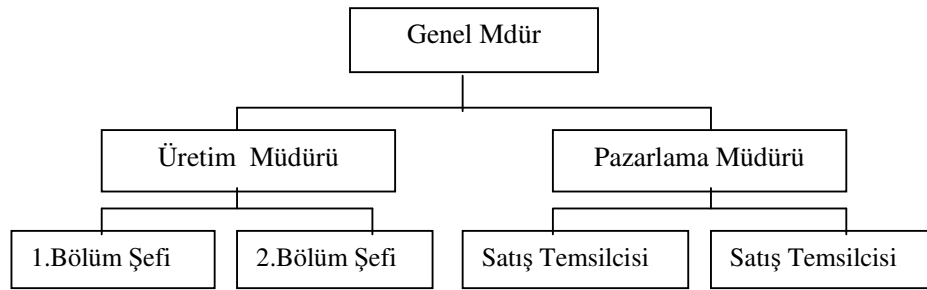 Genel Mdür
Üretim Müdürü
Pazarlama Müdürü
1.Bölüm Şefi
2.Bölüm Şefi
Satış Temsilcisi
Satış Temsilcisi